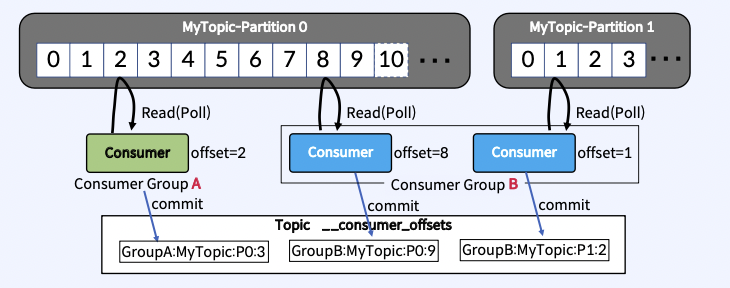 MyTopic-Partition 0
0 1 2 3 4 5 6 7 8 9 10 ...
MyTopic-Partition 1
0 1 2 3 ...
Read(Poll)
Read(Poll)
Read(Poll)
Consumer offset=2
Consumer offset=8
Consumer offset=1
Consumer Group A
Consumer Group B
commit
commit
commit
Topic __consumer_offsets
GroupA:MyTopic:P0:3
GroupB:MyTopic:P0:9
GroupB:MyTopic:P1:2